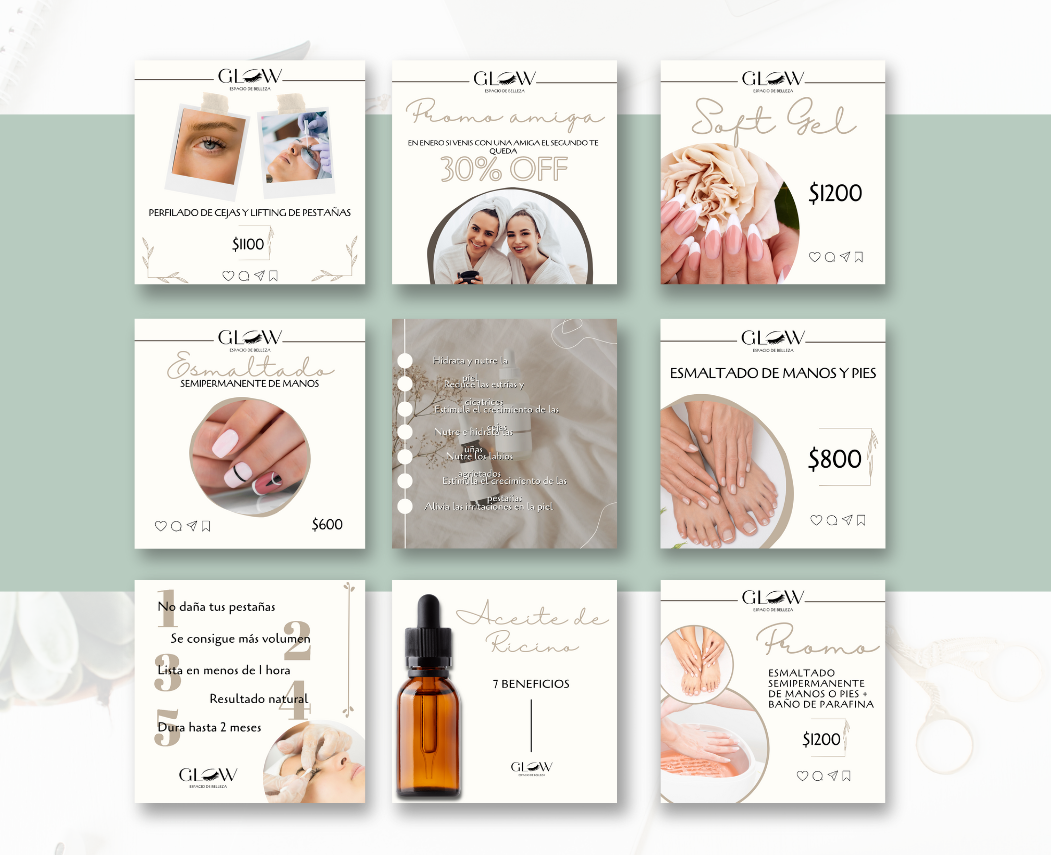 GLOW
ESPACIO DE BELLEZA
PERFILADO DE CEJAS Y LIFTING DE PESTAÑAS
$1100
GLOW
ESPACIO DE BELLEZA
Promo amiga
EN ENERO SI VENIS CON UNA AMIGA EL SEGUNDO TE
QUEDA
30% OFF
GLOW
ESPACIO DE BELLEZA
Soft Gel
$1200
GLOW
ESPACIO DE BELLEZA
Esmaltado
SEMIPERMANENTE DE MANOS
$600
Hidrata y nutre la
piel
Reduce las estrias y
cicatrices
Estimula el crecimiento de las
cejas
Nutre e hidrata las
uñas
Nutre los labios
agrietados
Estimula el crecimiento de las
pestañas
Alivia las irritaciones en la piel
GLOW
ESPACIO DE BELLEZA
ESMALTADO DE MANOS Y PIES
$800
1
No daña tus pestañas
2
Se consigue más volumen
3
Lista en menos de 1 hora
4
Resultado natural
5
Dura hasta 2 meses
GLOW
ESPACIO DE BELLEZA
Aceite de
Ricino
7 BENEFICIOS
GLOW
ESPACIO DE BELLEZA
GLOW
ESPACIO DE BELLEZA
Promo
ESMALTADO
SEMIPERMANENTE
DE MANOS O PIES +
BAÑO DE PARAFINA
$1200